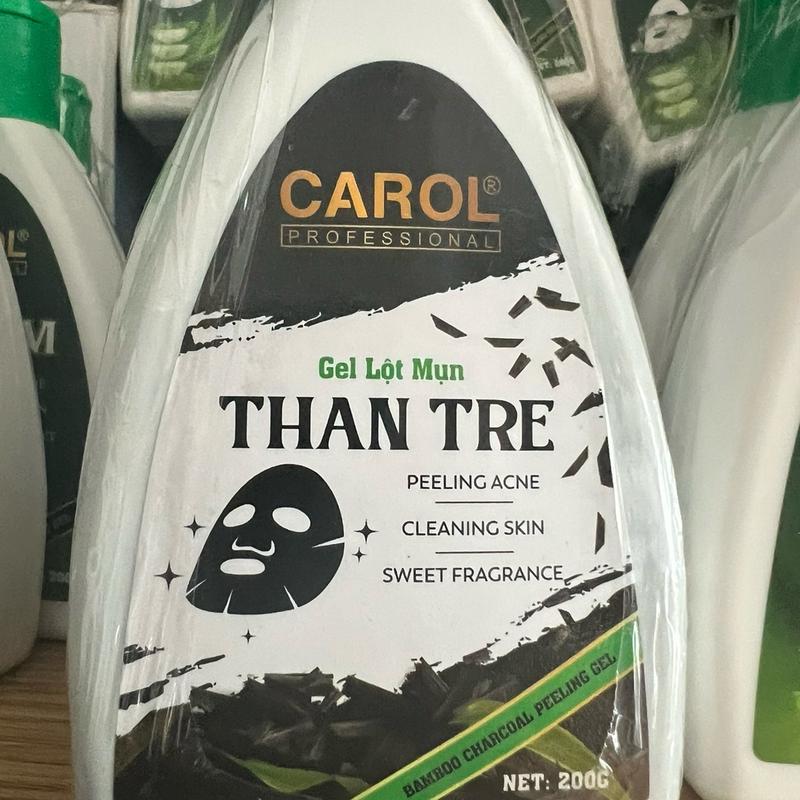 CAROL®
PROFESSIONAL
Gel Lột Mụn
THAN TRE
PEELING ACNE
CLEANING SKIN
SWEET FRAGRANCE
BAMBOO CHARCOAL PEELING GEL
NET: 200G